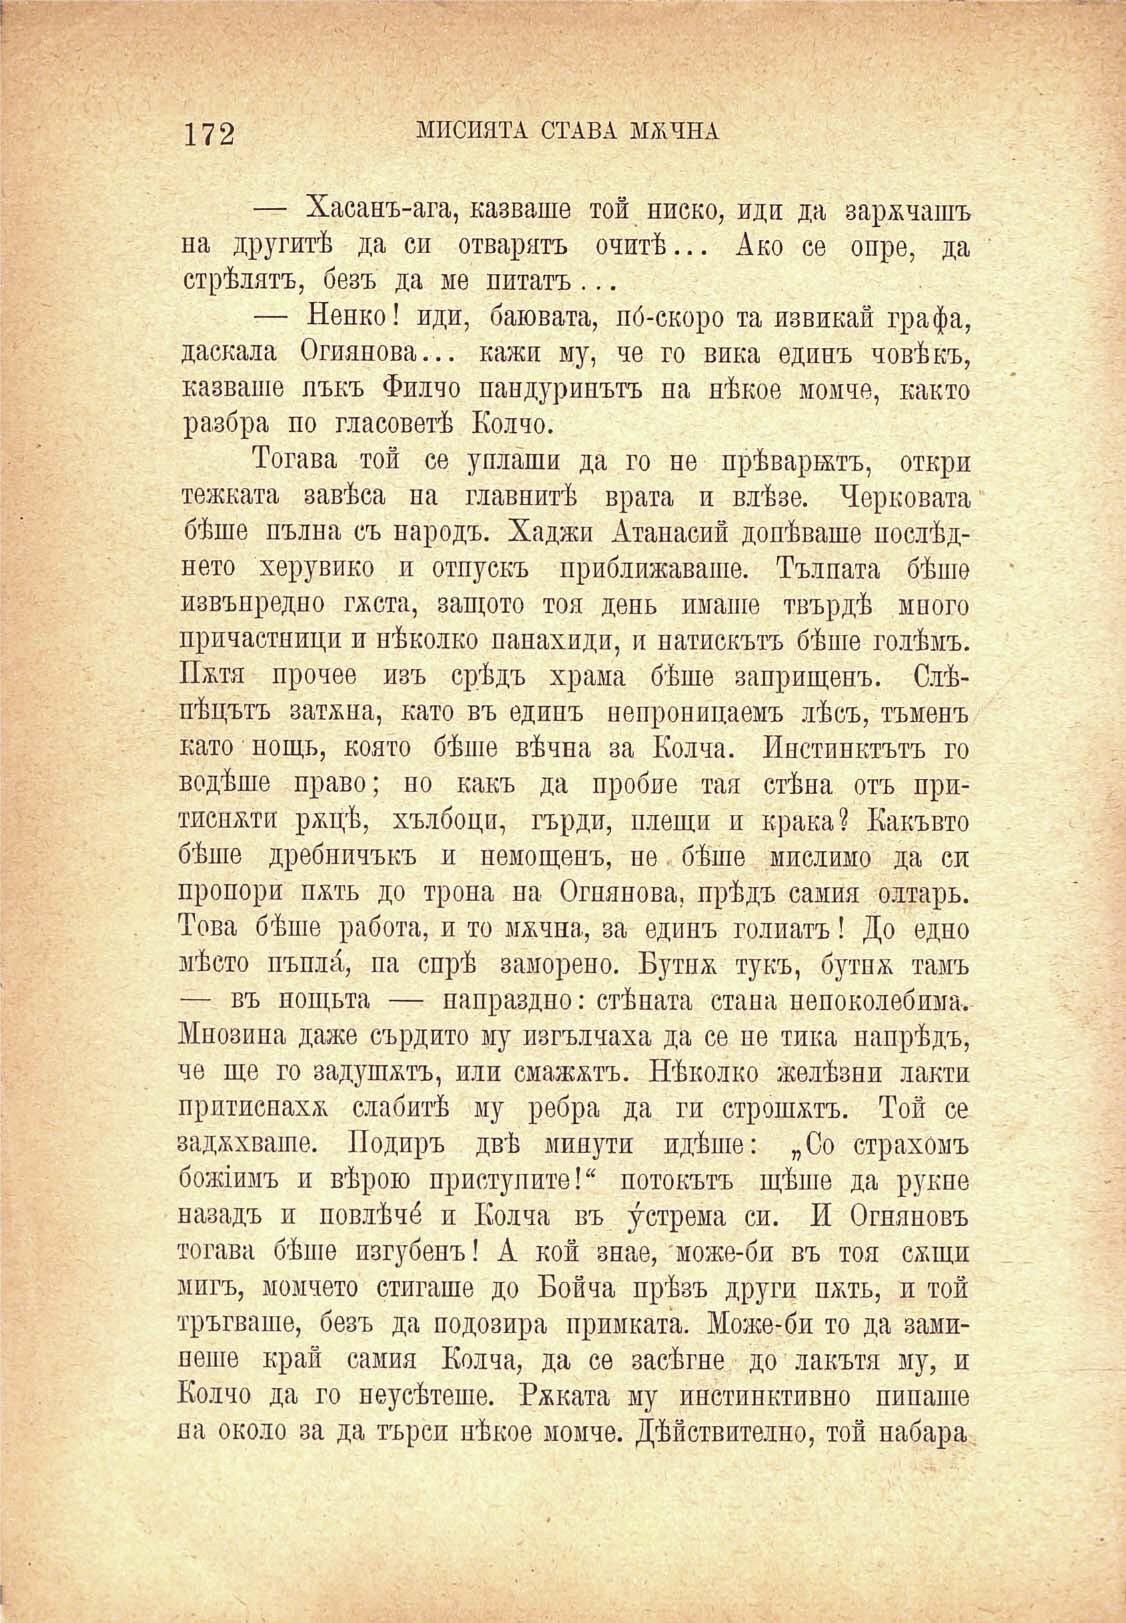 172
МИСИЯТА СТАВА МѪЧНА
— Хасанъ-ага, казваше той ниско, иди да зарѫчашъ
на другитѣ да си отварятъ очитѣ... Ако се опре, да
стрѣлятъ, безъ да ме питатъ...
— Ненко! иди, баювата, по́-скоро та извикай графа,
даскала Огиянова... кажи му, че го вика единъ човѣкъ,
казваше пъкъ Филчо пандуринътъ на нѣкое момче, както
разбра по гласоветѣ Колчо.
Тогава той се уплаши да го не прѣварѭтъ, откри
тежката завѣса на главнитѣ врата и влѣзе. Черковата
бѣше пълна съ народъ. Хаджи Атанасий допѣваше послѣд-
нето херувико и отпускъ приближаваше. Тълпата бѣше
извънредно гѫста, защото тоя день имаше твърдѣ много
причастници и нѣколко панахиди, и натискътъ бѣше голѣмъ.
Пѫтя прочее изъ срѣдъ храма бѣше заприщенъ. Слѣ-
пѣцътъ затѫна, като въ единъ непроницаемъ лѣсъ, тъменъ
като нощь, която бѣше вѣчна за Колча. Инстинктътъ го
водѣше право; но какъ да пробие тая стѣна отъ при-
тиснѫти рѫцѣ, хълбоци, гърди, плещи и крака? Какъвто
бѣше дребничъкъ и немощенъ, не бѣше мислимо да си
пропори пѫть до трона на Огнянова, прѣдъ самия олтарь.
Това бѣше работа, и то мѫчна, за единъ голиатъ! До едно
мѣсто пъпла́, па спрѣ заморено. Бутнѫ тукъ, бутнѫ тамъ
— въ нощьта — напраздно: стѣната стана непоколебима.
Мнозина даже сърдито му изгълчаха да се не тика напрѣдъ,
че ще го задушѫтъ, или смажѫтъ. Нѣколко желѣзни лакти
притиснахѫ слабитѣ му ребра да ги строшѫтъ. Той се
задѫхваше. Подиръ двѣ минути идѣше: „Со страхомъ
божіимъ и вѣрою приступите!“ потокътъ щѣше да рукне
назадъ и повлѣче́ и Колча въ у́стрема си. И Огняновъ
тогава бѣше изгубенъ! А кой знае, може-би въ тоя сѫщи
мигъ, момчето стигаше до Бойча прѣзъ други пѫть, и той
тръгваше, безъ да подозира примката. Може-би то да зами-
неше край самия Колча, да се засѣгне до лакътя му, и
Колчо да го неусѣтеше. Рѫката му инстинктивно пипаше
на около за да търси нѣкое момче. Дѣйствително, той набара